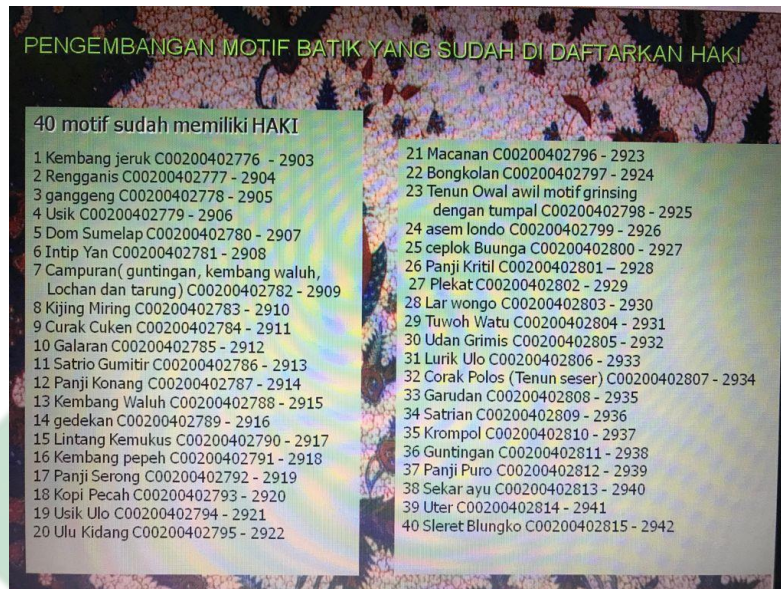 PENGEMBANGAN MOTIF BATIK YANG SUDAH DI DAFTARKAN HAKI
40 motif sudah memiliki HAKI
1 Kembang jeruk C00200402776 - 2903
2 Rengganis C00200402777 - 2904
3 ganggeng C00200402778 - 2905
4 Usik C00200402779 - 2906
5 Dom Sumelap C00200402780 - 2907
6 Intip Yan C00200402781 - 2908
7 Campuran( guntingan, kembang waluh,
Lochan dan tarung) C00200402782 - 2909
8 Kijing Miring C00200402783 - 2910
9 Curak Cuken C00200402784 - 2911
10 Galaran C00200402785 - 2912
11 Satrio Gumitir C00200402786 - 2913
12 Panji Konang C00200402787 - 2914
13 Kembang Waluh C00200402788 - 2915
14 gedekan C00200402789 - 2916
15 Lintang Kemukus C00200402790 - 2917
16 Kembang pepeh C00200402791 - 2918
17 Panji Serong C00200402792 - 2919
18 Kopi Pecah C00200402793 - 2920
19 Usik Ulo C00200402794 - 2921
20 Ulu Kidang C00200402795 - 2922
21 Macanan C00200402796 - 2923
22 Bongkolan C00200402797 - 2924
23 Tenun Owal awil motif grinsing
dengan tumpal C00200402798 - 2925
24 asem londo C00200402799 - 2926
25 ceplok Buunga C00200402800 - 2927
26 Panji Kritil C00200402801 – 2928
27 Plekat C00200402802 - 2929
28 Lar wongo C00200402803 - 2930
29 Tuwoh Watu C00200402804 - 2931
30 Udan Grimis C00200402805 - 2932
31 Lurik Ulo C00200402806 - 2933
32 Corak Polos (Tenun seser) C00200402807 - 2934
33 Garudan C00200402808 - 2935
34 Satrian C00200402809 - 2936
35 Krompol C00200402810 - 2937
36 Guntingan C00200402811 - 2938
37 Panji Puro C00200402812 - 2939
38 Sekar ayu C00200402813 - 2940
39 Uter C00200402814 - 2941
40 Sleret Blungko C00200402815 - 2942